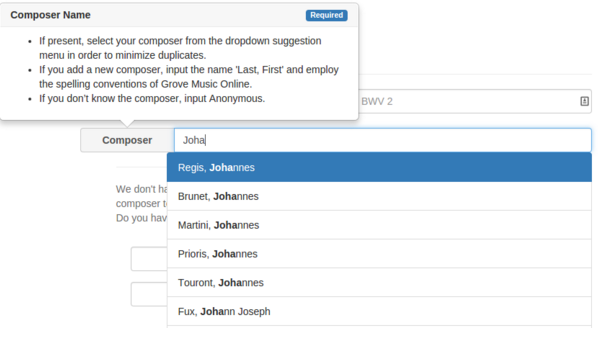 Composer Name
Required
If present, select your composer from the dropdown suggestion
menu in order to minimize duplicates.
If you add a new composer, input the name 'Last, First' and employ
the spelling conventions of Grove Music Online.
If you don't know the composer, input Anonymous.
BWV 2
Composer
Joha
Regis, Johannes
Brunet, Johannes
Martini, Johannes
Prioris, Johannes
Touront, Johannes
Fux, Johann Joseph
We don't ha
composer t
Do you hav